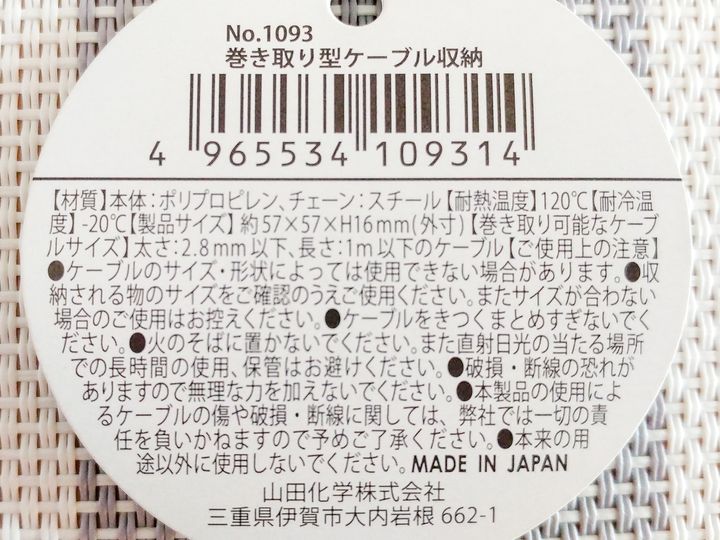 No.1093
巻き取り型ケーブル収納
4 965534 109314
【材質】本体：ポリプロピレン、チェーン：スチール【耐熱温度】120℃【耐冷温
度】-20℃【製品サイズ】約57×57×H16mm(外寸)【巻き取り可能なケーブ
ルサイズ】太さ：2.8mm以下、長さ：1m以下のケーブル【ご使用上の注意】
●ケーブルのサイズ・形状によっては使用できない場合があります。●収
納される物のサイズをご確認のうえご使用ください。またサイズが合わない
場合のご使用はお控えください。●ケーブルをきつくまとめすぎないでく
ださい。●火のそばに置かないでください。また直射日光の当たる場所
での長時間の使用、保管はお避けください。●破損・断線の恐れが
ありますので無理な力を加えないでください。●本製品の使用によ
るケーブルの傷や破損・断線に関しては、弊社では一切の責
任を負いかねますので予めご了承ください。●本来の用
途以外に使用しないでください。MADE IN JAPAN
山田化学株式会社
三重県伊賀市大内岩根 662-1